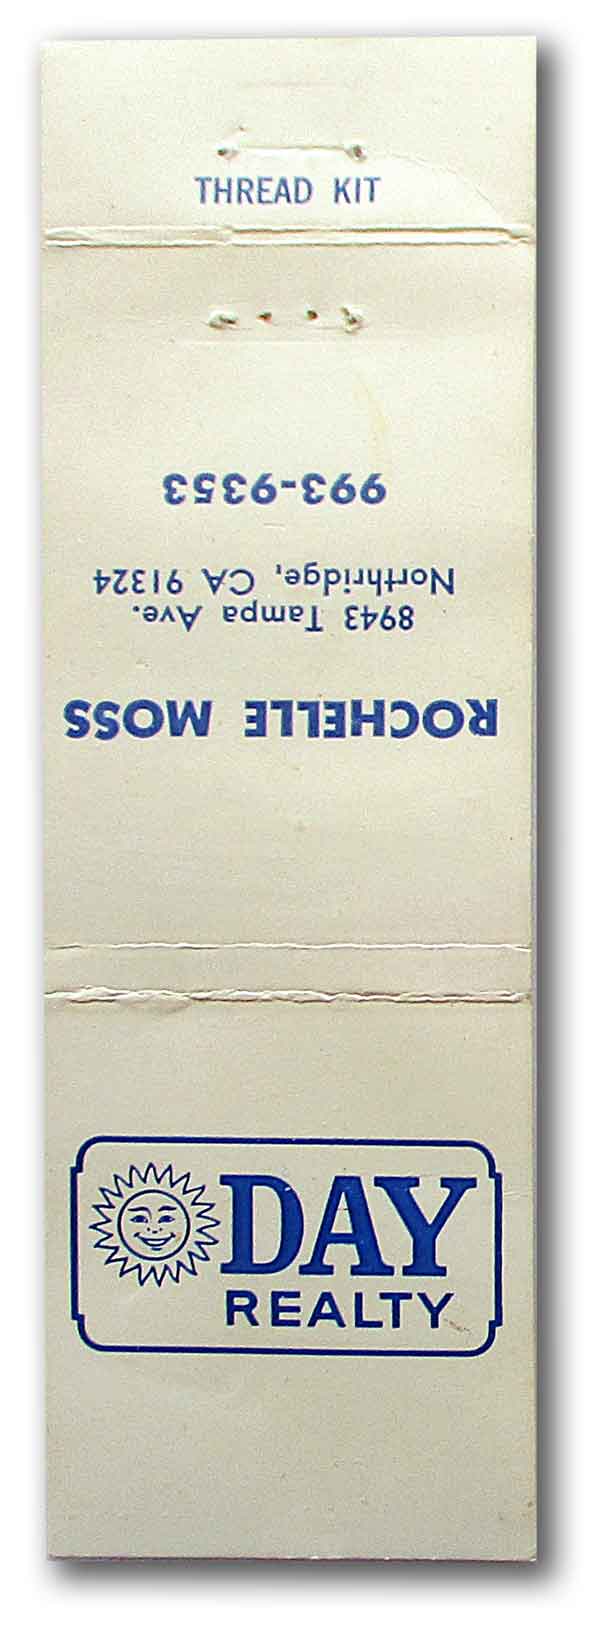 THREAD KIT
ROCHELLE MOSS
8943 Tampa Ave.
Northridge, CA 91324
993-9353
DAY
REALTY